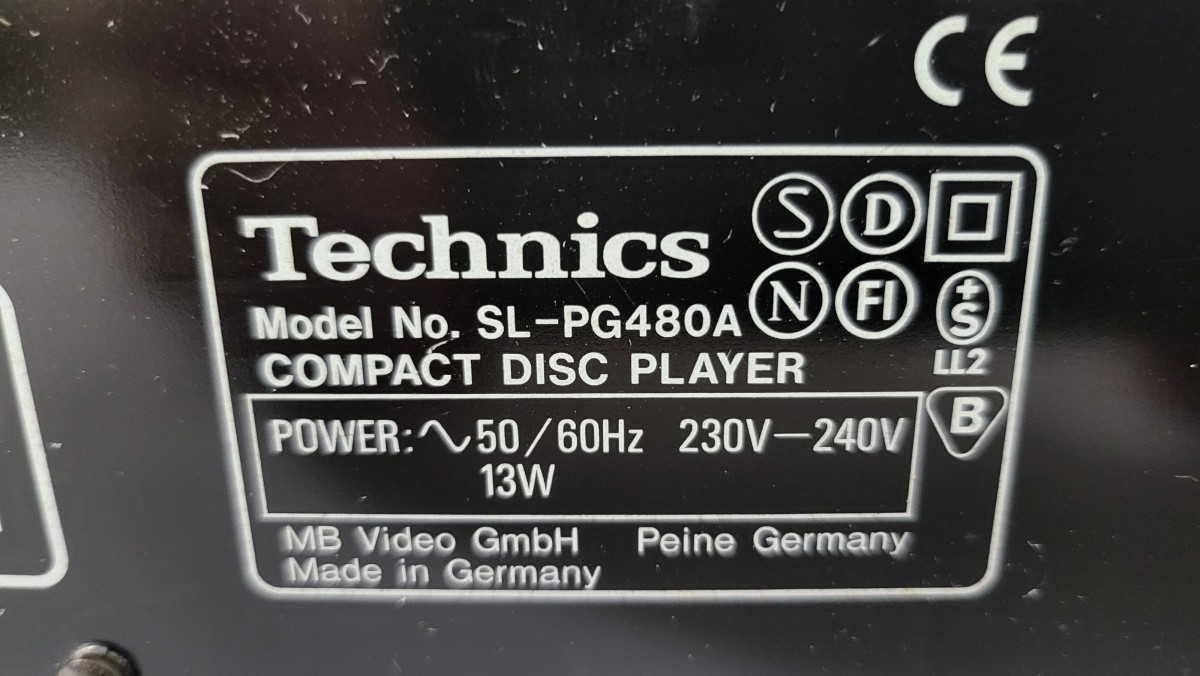 CE
Technics S D
Model No. SL-PG480A N FI +S
COMPACT DISC PLAYER LL2
POWER:∿50/60Hz 230V—240V B
13W
MB Video GmbH Peine Germany
Made in Germany